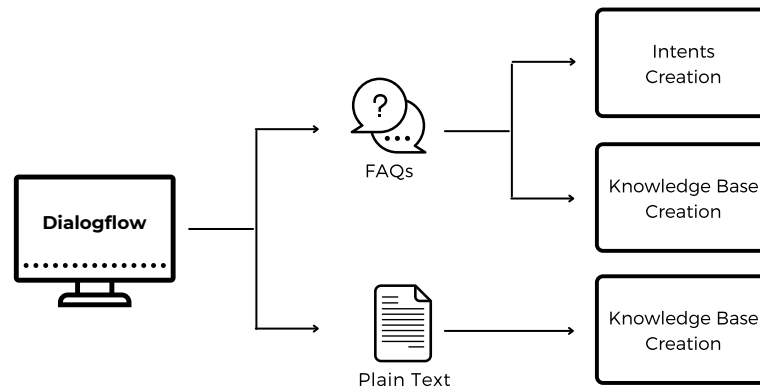 Intents
Creation
?
FAQs
Knowledge Base
Creation
Dialogflow
Knowledge Base
Creation
Plain Text